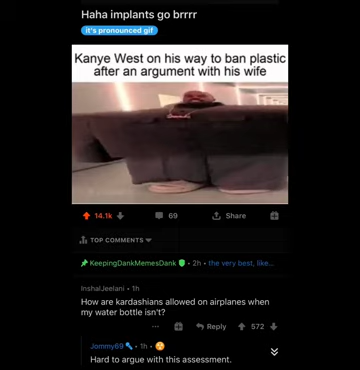 Haha implants go brrrr
it's pronounced gif
Kanye West on his way to ban plastic
after an argument with his wife
14.1k
69
Share
TOP COMMENTS
KeepingDankMemesDank • 2h • the very best, like...
InshalJeelani • 1h
How are kardashians allowed on airplanes when
my water bottle isn't?
... Reply 572
Jommy69 • 1h •
Hard to argue with this assessment.